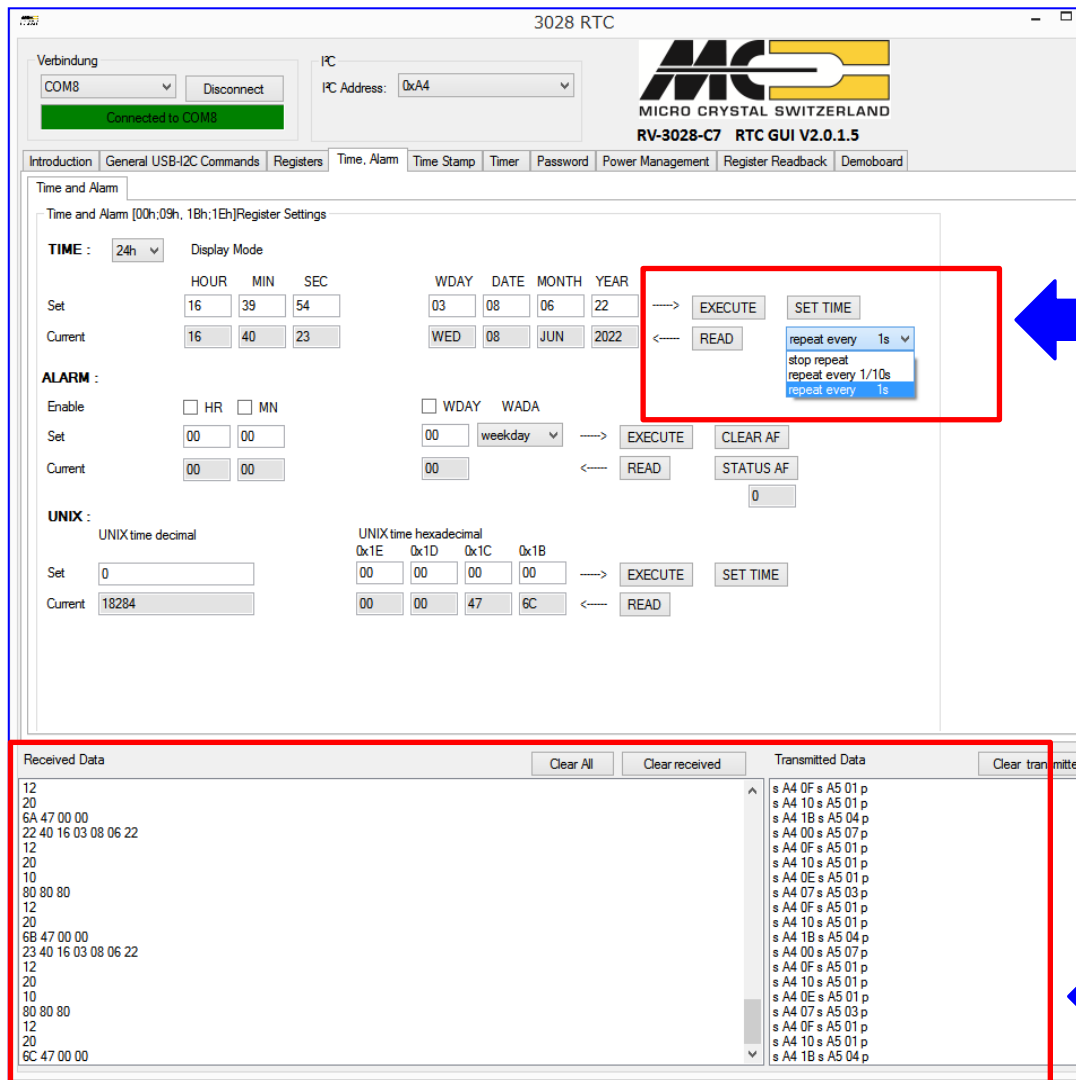 3028 RTC
Verbindung
I²C
COM8 Disconnect
I²C Address: 0xA4
Connected to COM8
MICRO CRYSTAL SWITZERLAND
RV-3028-C7 RTC GUI V2.0.1.5
Introduction General USB-I2C Commands Registers Time, Alarm Time Stamp Timer Password Power Management Register Readback Demoboard
Time and Alarm
Time and Alarm [00h;09h, 1Bh;1Eh]Register Settings
TIME : 24h Display Mode
HOUR MIN SEC WDAY DATE MONTH YEAR
Set 16 39 54 03 08 06 22 -----> EXECUTE SET TIME
Current 16 40 23 WED 08 JUN 2022 <----- READ repeat every 1s
stop repeat
repeat every 1/10s
repeat every 1s
ALARM :
Enable HR MN WDAY WADA
Set 00 00 00 weekday -----> EXECUTE CLEAR AF
Current 00 00 00 <----- READ STATUS AF
0
UNIX :
UNIX time decimal UNIX time hexadecimal
0x1E 0x1D 0x1C 0x1B
Set 0 00 00 00 00 -----> EXECUTE SET TIME
Current 18284 00 00 47 6C <----- READ
Received Data Clear All Clear received
12
20
6A 47 00 00
22 40 16 03 08 06 22
12
20
10
80 80 80
12
20
6B 47 00 00
23 40 16 03 08 06 22
12
20
10
80 80 80
12
20
6C 47 00 00
Transmitted Data Clear transmitte
s A4 0F s A5 01 p
s A4 10 s A5 01 p
s A4 1B s A5 04 p
s A4 00 s A5 07 p
s A4 0F s A5 01 p
s A4 10 s A5 01 p
s A4 0E s A5 01 p
s A4 07 s A5 03 p
s A4 0F s A5 01 p
s A4 10 s A5 01 p
s A4 1B s A5 04 p
s A4 00 s A5 07 p
s A4 0F s A5 01 p
s A4 10 s A5 01 p
s A4 0E s A5 01 p
s A4 07 s A5 03 p
s A4 0F s A5 01 p
s A4 10 s A5 01 p
s A4 1B s A5 04 p